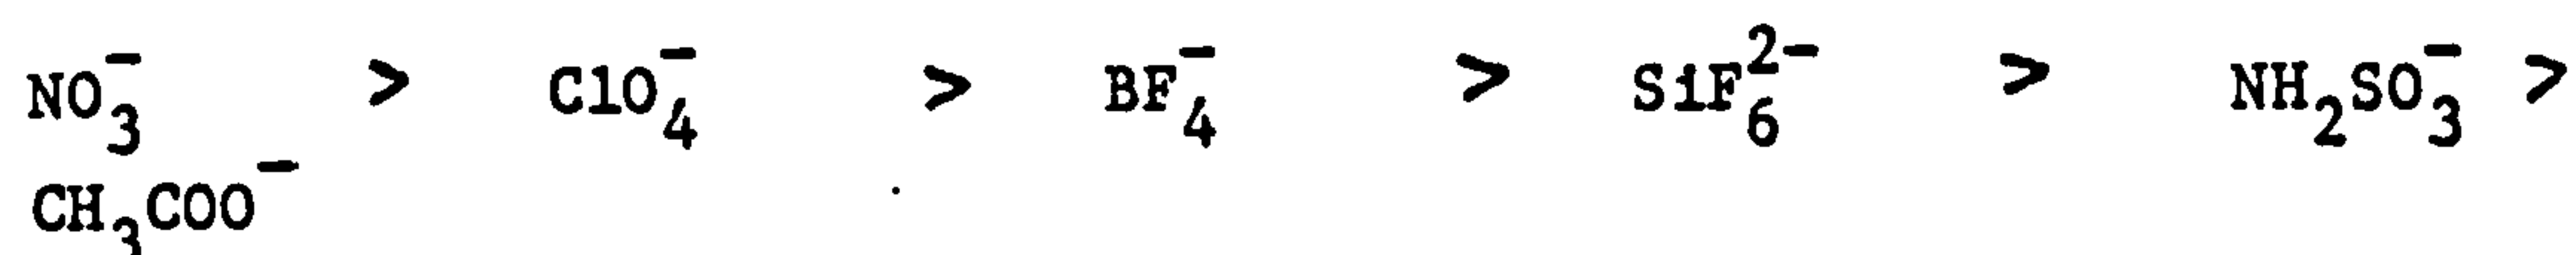 NO₃⁻ > ClO₄⁻ > BF₄⁻ > SiF₆²⁻ > NH₂SO₃⁻ >
CH₃COO⁻